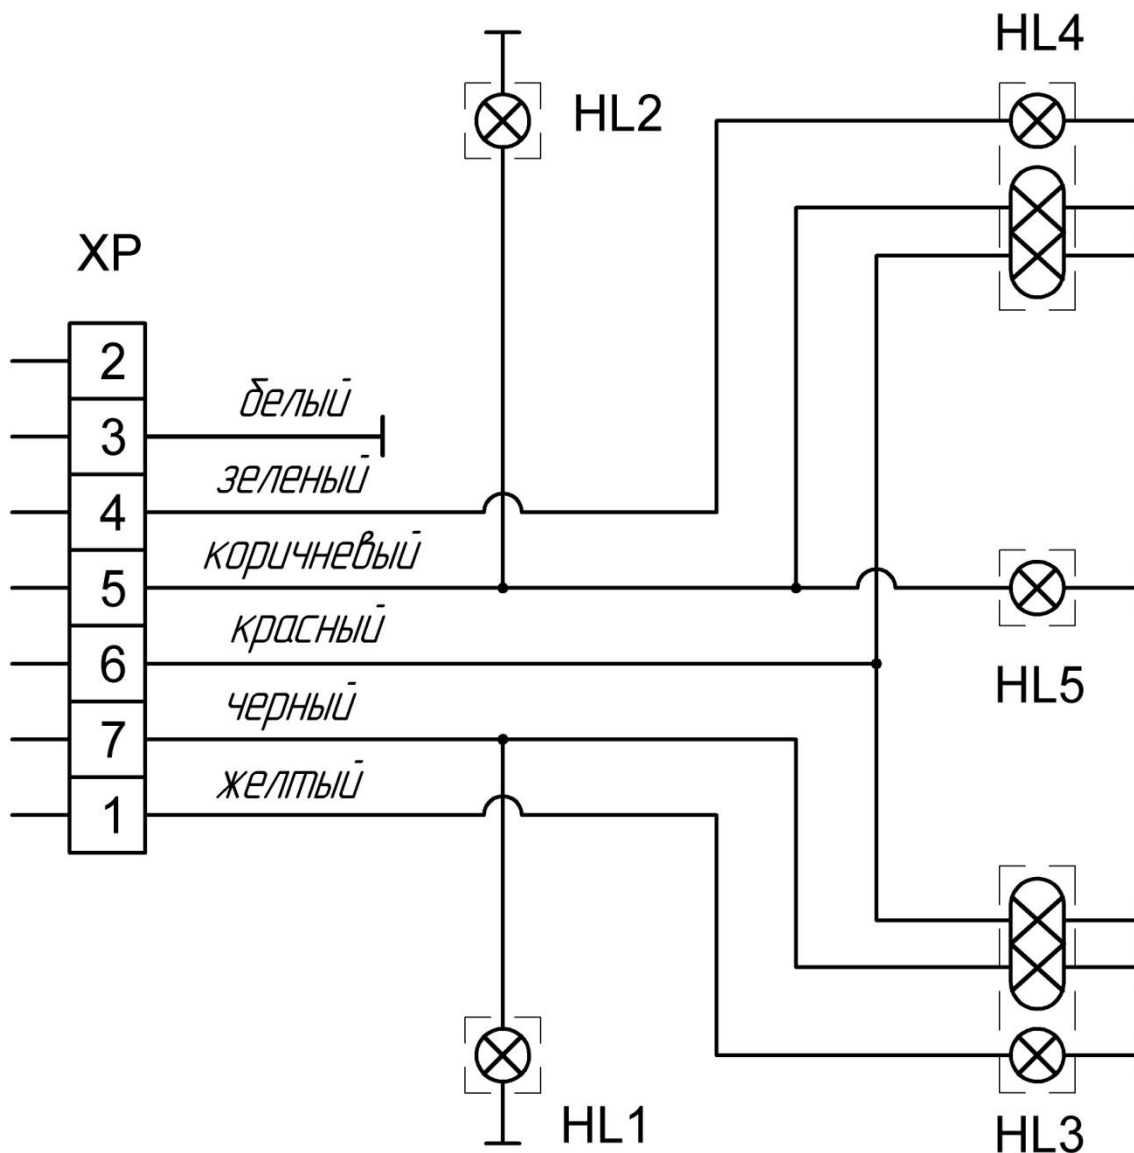 HL4
HL2
XP
2
белый
3
зеленый
4
коричневый
5
красный
6
HL5
черный
7
желтый
1
HL1
HL3